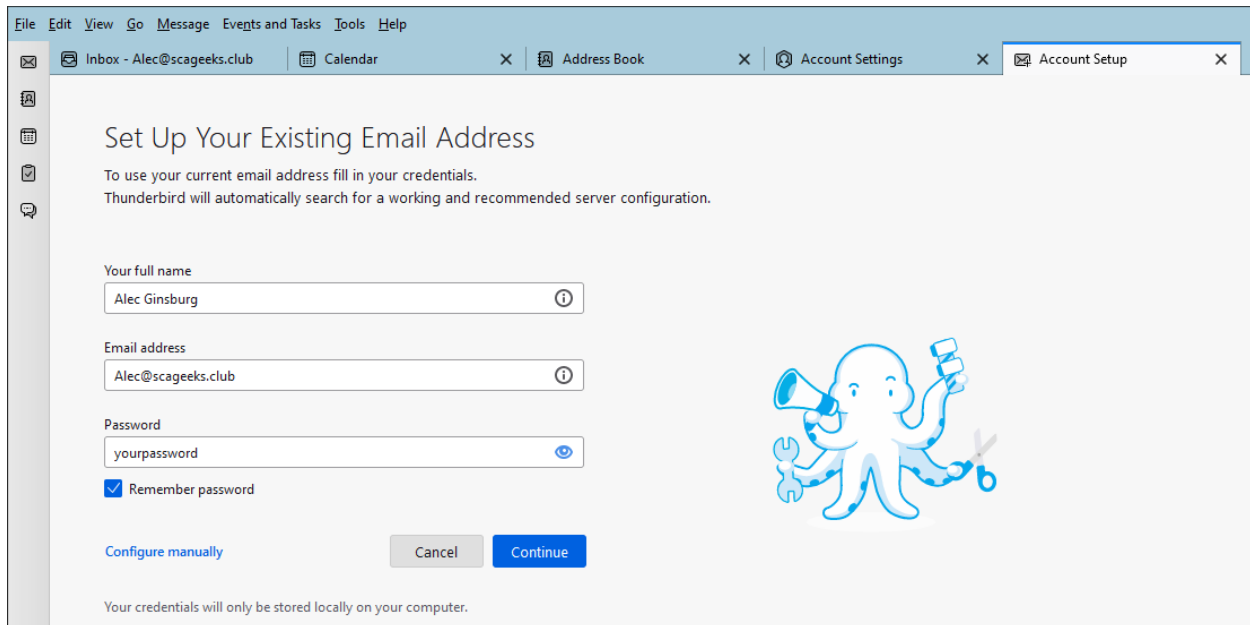 File Edit View Go Message Events and Tasks Tools Help
Inbox - Alec@scageeks.club Calendar Address Book Account Settings Account Setup
Set Up Your Existing Email Address
To use your current email address fill in your credentials.
Thunderbird will automatically search for a working and recommended server configuration.
Your full name
Alec Ginsburg
Email address
Alec@scageeks.club
Password
yourpassword
Remember password
Configure manually Cancel Continue
Your credentials will only be stored locally on your computer.